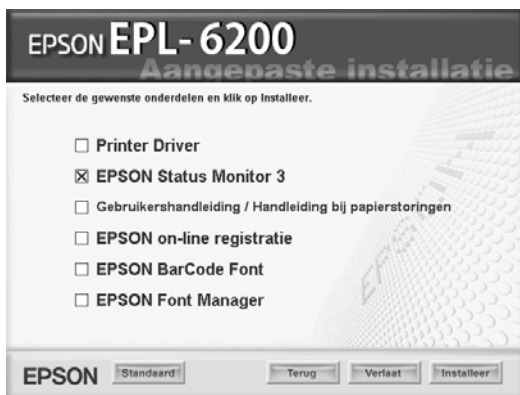 EPSON EPL- 6200
Aangepaste installatie
Selecteer de gewenste onderdelen en klik op Installeer.
Printer Driver
EPSON Status Monitor 3
Gebruikershandleiding / Handleiding bij papierstoringen
EPSON on-line registratie
EPSON BarCode Font
EPSON Font Manager
EPSON
EPSON Standaard Terug Verlaat Installeer